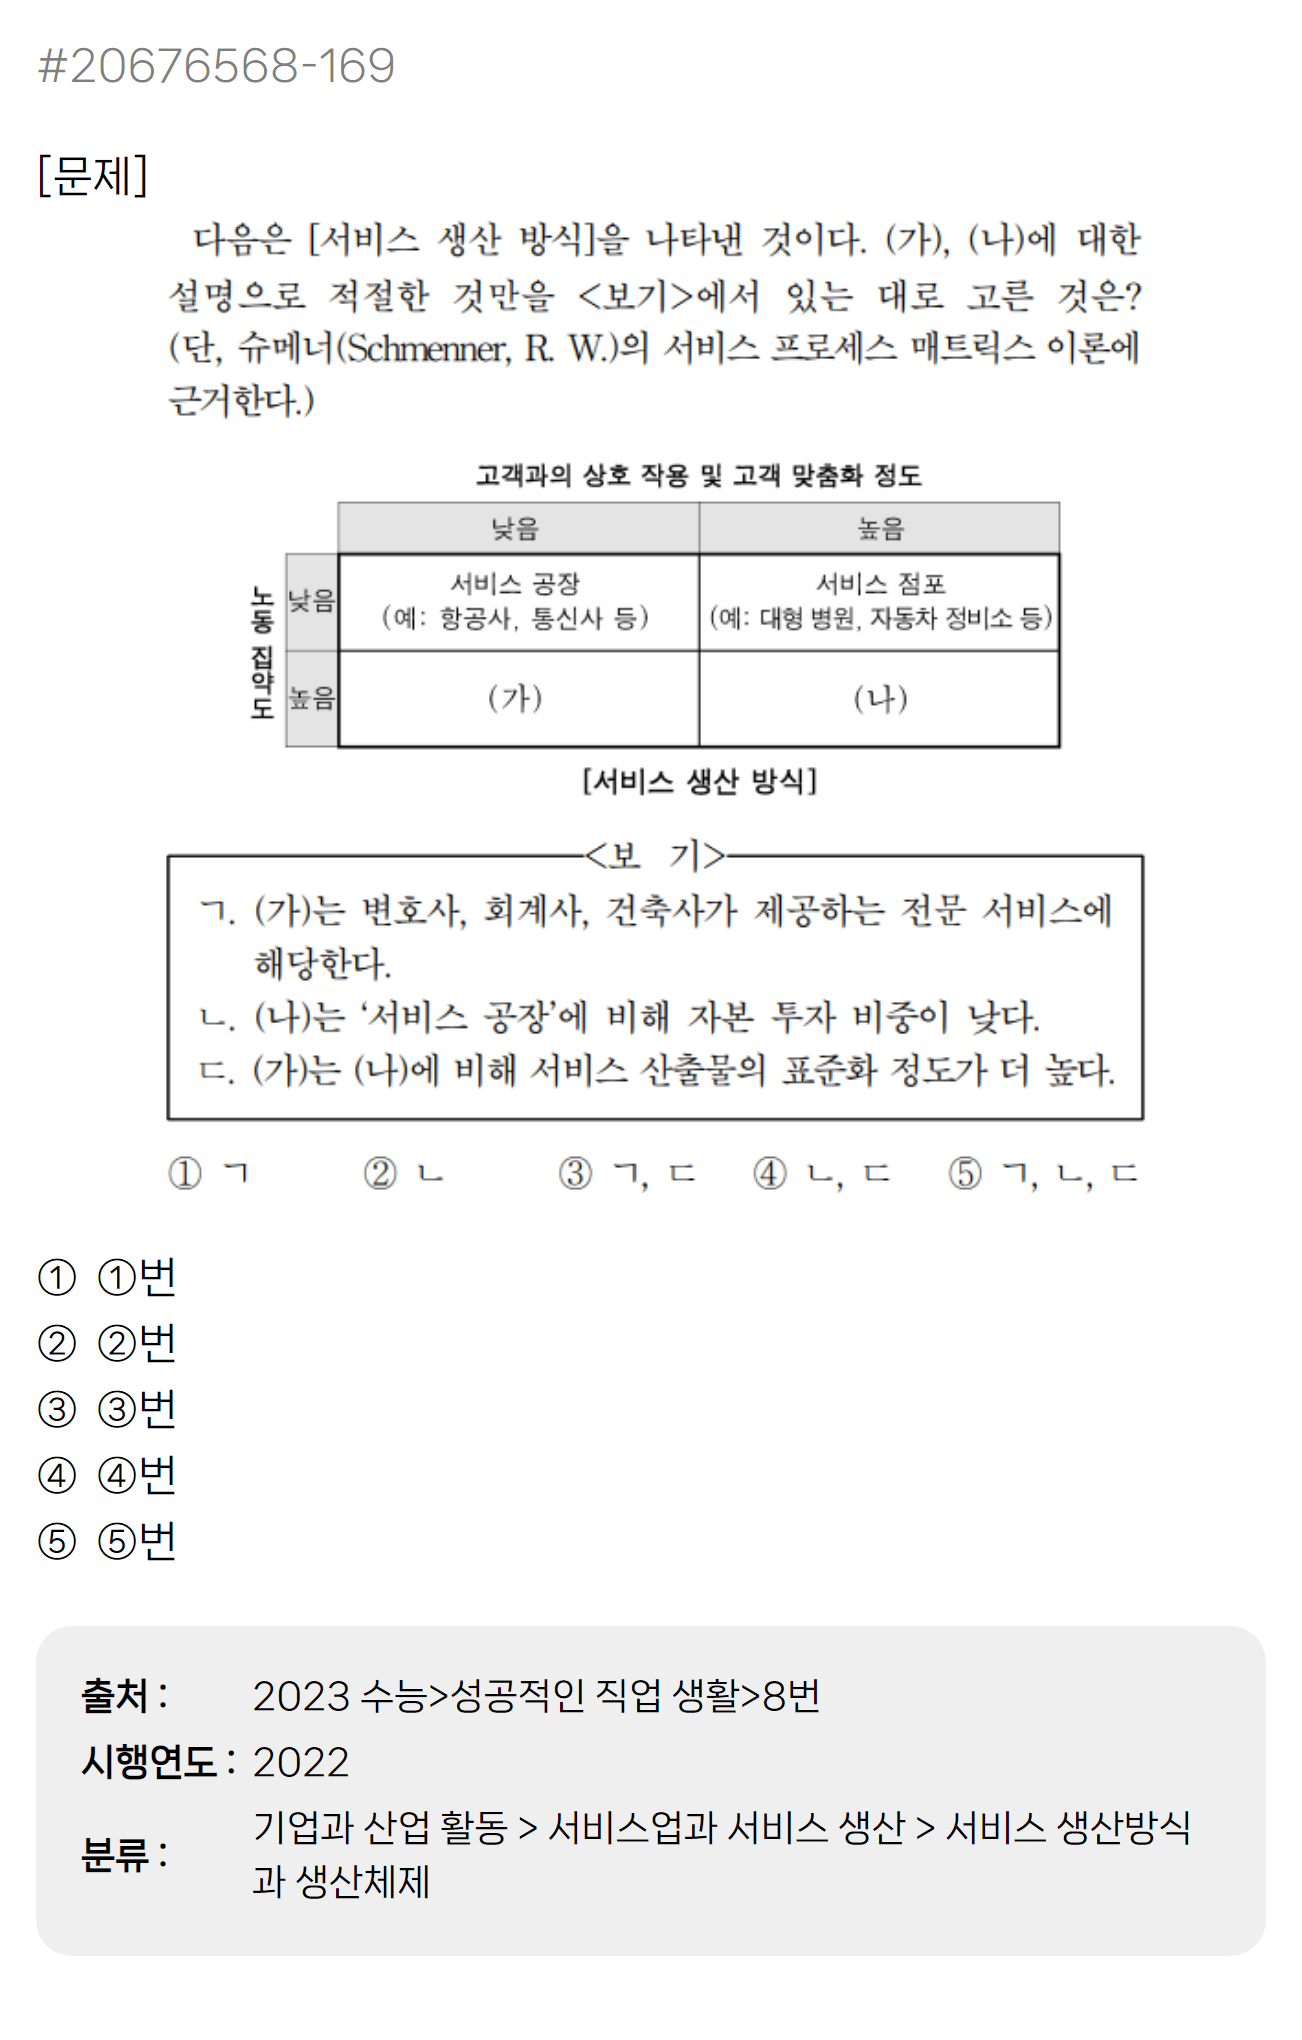 #20676568-169
[문제]
다음은 [서비스 생산 방식]을 나타낸 것이다. (가), (나)에 대한
설명으로 적절한 것만을 <보기>에서 있는 대로 고른 것은?
(단, 슈메너(Schmenner, R. W.)의 서비스 프로세스 매트릭스 이론에
근거한다.)
고객과의 상호 작용 및 고객 맞춤화 정도
낮음 높음
노동 집약도
낮음
서비스 공장
(예: 항공사, 통신사 등)
서비스 점포
(예: 대형 병원, 자동차 정비소 등)
높음 (가) (나)
[서비스 생산 방식]
<보 기>
ㄱ. (가)는 변호사, 회계사, 건축사가 제공하는 전문 서비스에
해당한다.
ㄴ. (나)는 ‘서비스 공장’에 비해 자본 투자 비중이 낮다.
ㄷ. (가)는 (나)에 비해 서비스 산출물의 표준화 정도가 더 높다.
① ㄱ ② ㄴ ③ ㄱ, ㄷ ④ ㄴ, ㄷ ⑤ ㄱ, ㄴ, ㄷ
① ①번
② ②번
③ ③번
④ ④번
⑤ ⑤번
출처 : 2023 수능>성공적인 직업 생활>8번
시행연도 : 2022
분류 : 기업과 산업 활동 > 서비스업과 서비스 생산 > 서비스 생산방식
과 생산체제